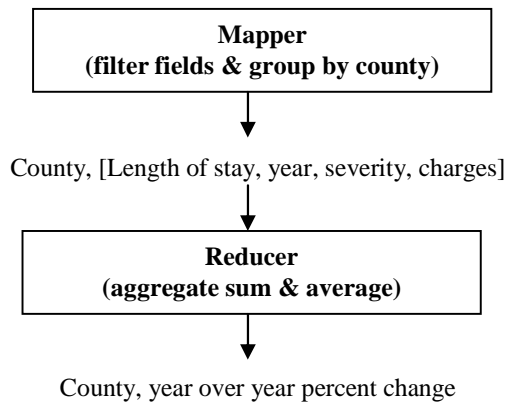 Mapper
(filter fields & group by county)
County, [Length of stay, year, severity, charges]
Reducer
(aggregate sum & average)
County, year over year percent change